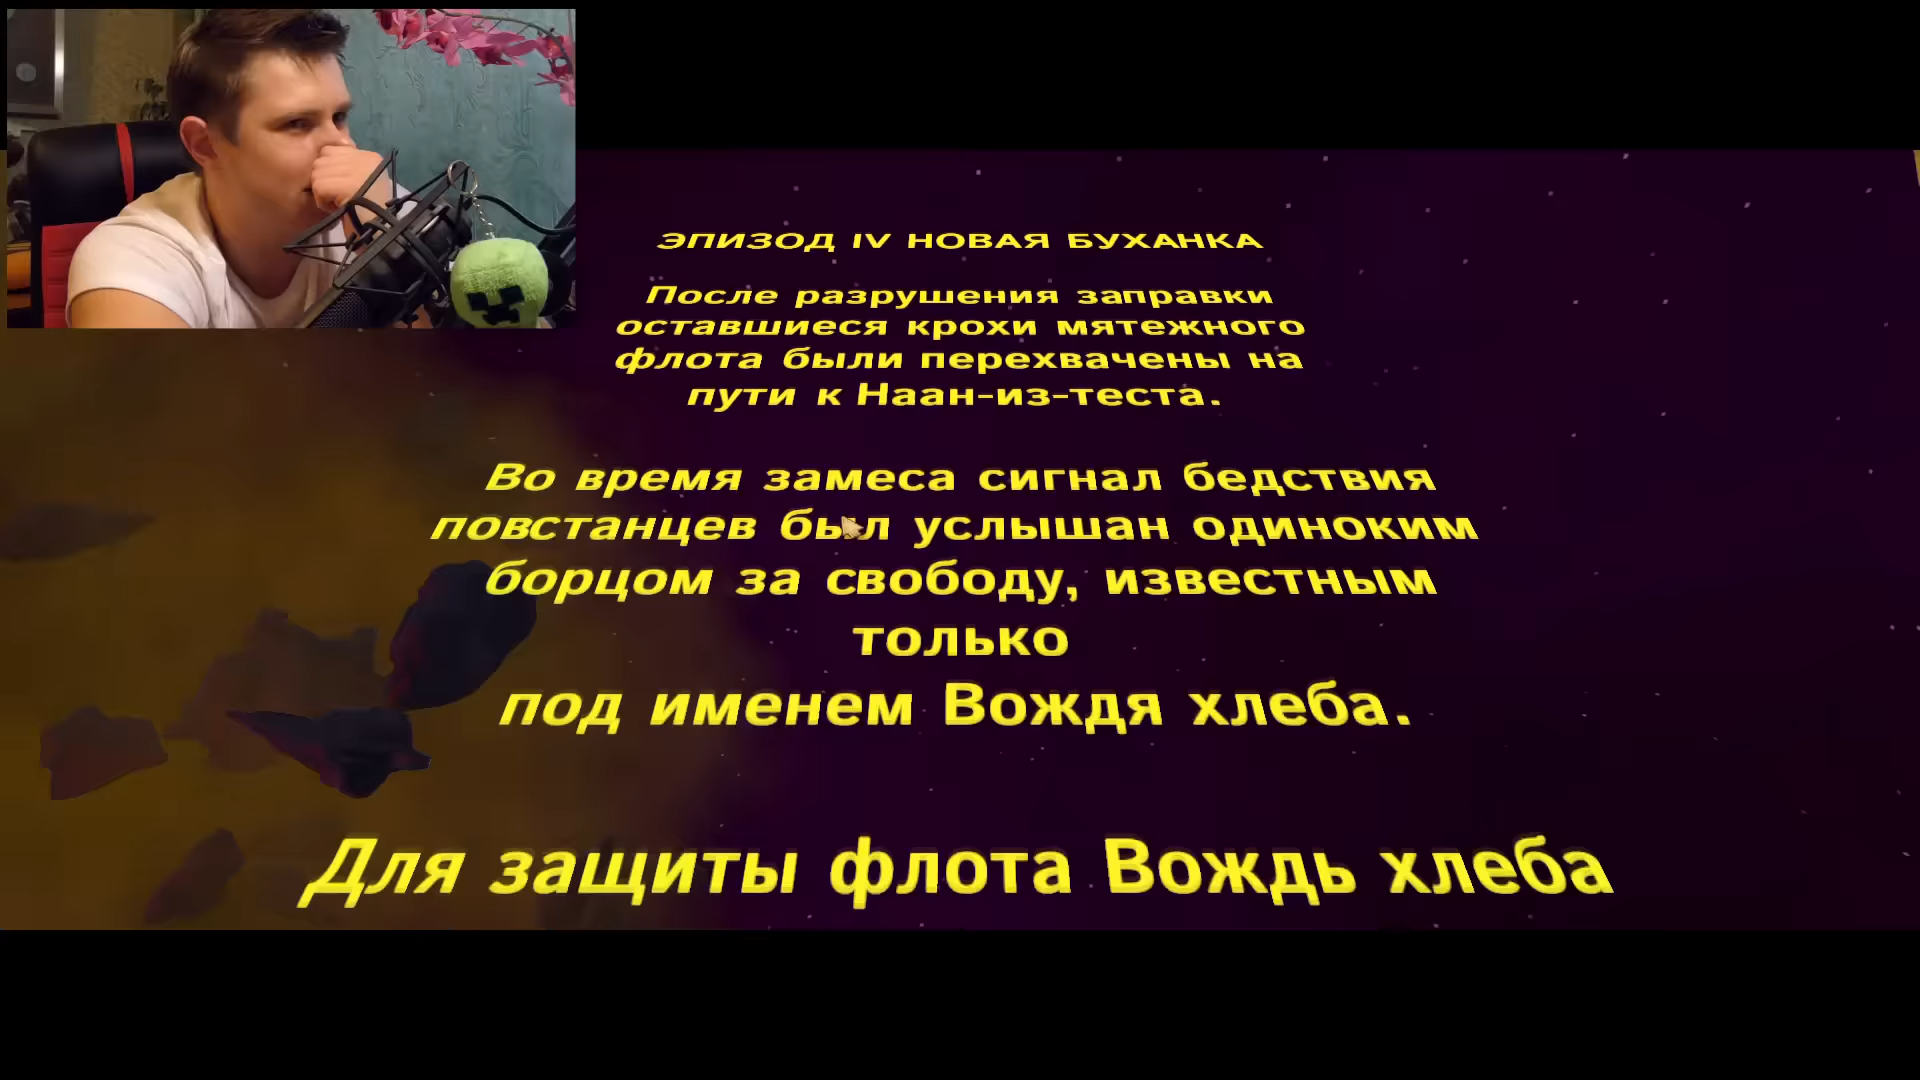 ЭПИЗОД IV НОВАЯ БУХАНКА
После разрушения заправки
оставшиеся крохи мятежного
флота были перехвачены на
пути к Наан-из-теста.
Во время замеса сигнал бедствия
повстанцев был услышан одиноким
борцом за свободу, известным
только
под именем Вождя хлеба.
Для защиты флота Вождь хлеба